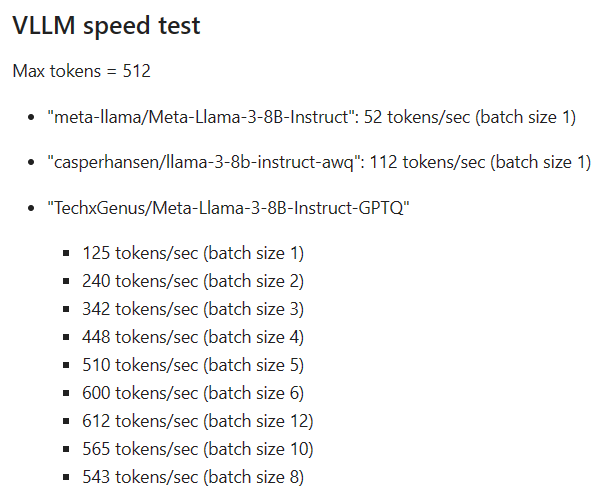 VLLM speed test
Max tokens = 512
• "meta-llama/Meta-Llama-3-8B-Instruct": 52 tokens/sec (batch size 1)
• "casperhansen/llama-3-8b-instruct-awq": 112 tokens/sec (batch size 1)
• "TechxGenus/Meta-Llama-3-8B-Instruct-GPTQ"
▪ 125 tokens/sec (batch size 1)
▪ 240 tokens/sec (batch size 2)
▪ 342 tokens/sec (batch size 3)
▪ 448 tokens/sec (batch size 4)
▪ 510 tokens/sec (batch size 5)
▪ 600 tokens/sec (batch size 6)
▪ 612 tokens/sec (batch size 12)
▪ 565 tokens/sec (batch size 10)
▪ 543 tokens/sec (batch size 8)